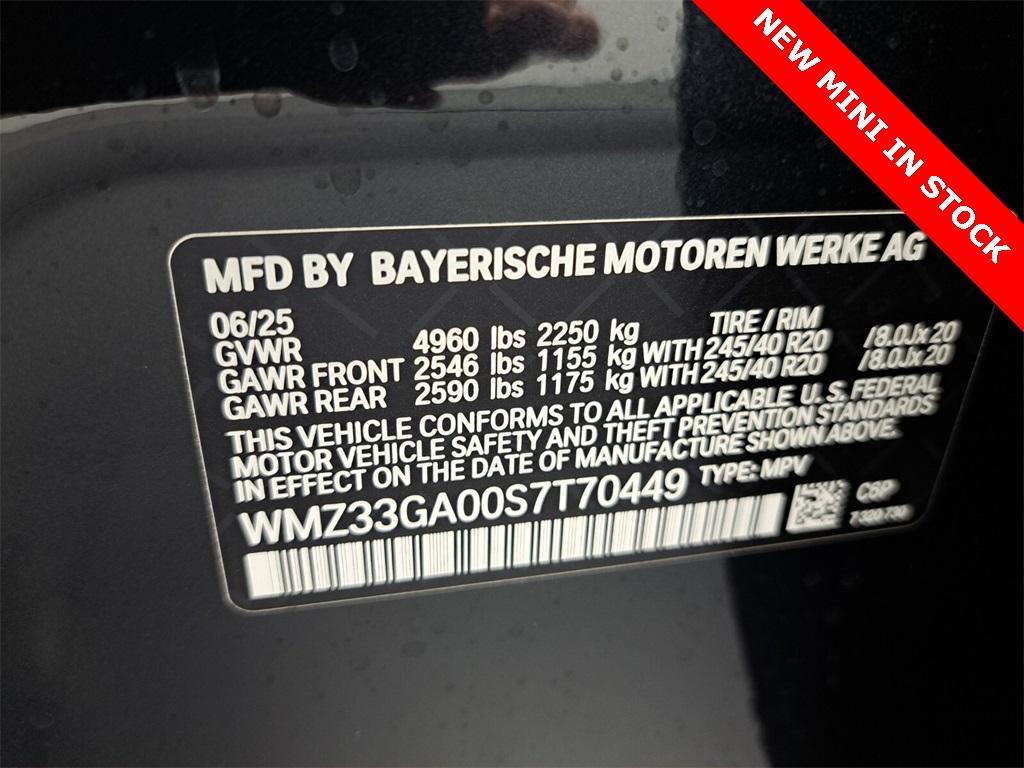 NEW MINI IN STOCK
MFD BY BAYERISCHE MOTOREN WERKE AG
06/25 TIRE / RIM
GVWR 4960 lbs 2250 kg
GAWR FRONT 2546 lbs 1155 kg WITH 245/40 R20 /8.0Jx20
GAWR REAR 2590 lbs 1175 kg WITH 245/40 R20 /8.0Jx20
THIS VEHICLE CONFORMS TO ALL APPLICABLE U.S. FEDERAL
MOTOR VEHICLE SAFETY AND THEFT PREVENTION STANDARDS
IN EFFECT ON THE DATE OF MANUFACTURE SHOWN ABOVE.
WMZ33GA00S7T70449 TYPE: MPV
C6P
7320730